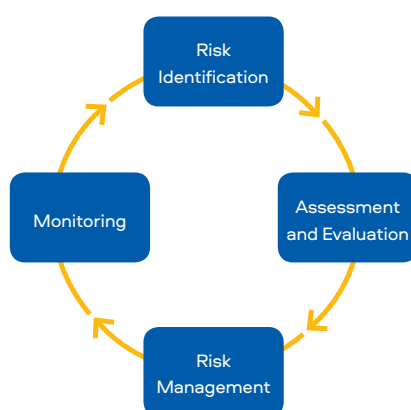 Risk
Identification
Assessment
and Evaluation
Risk
Management
Monitoring